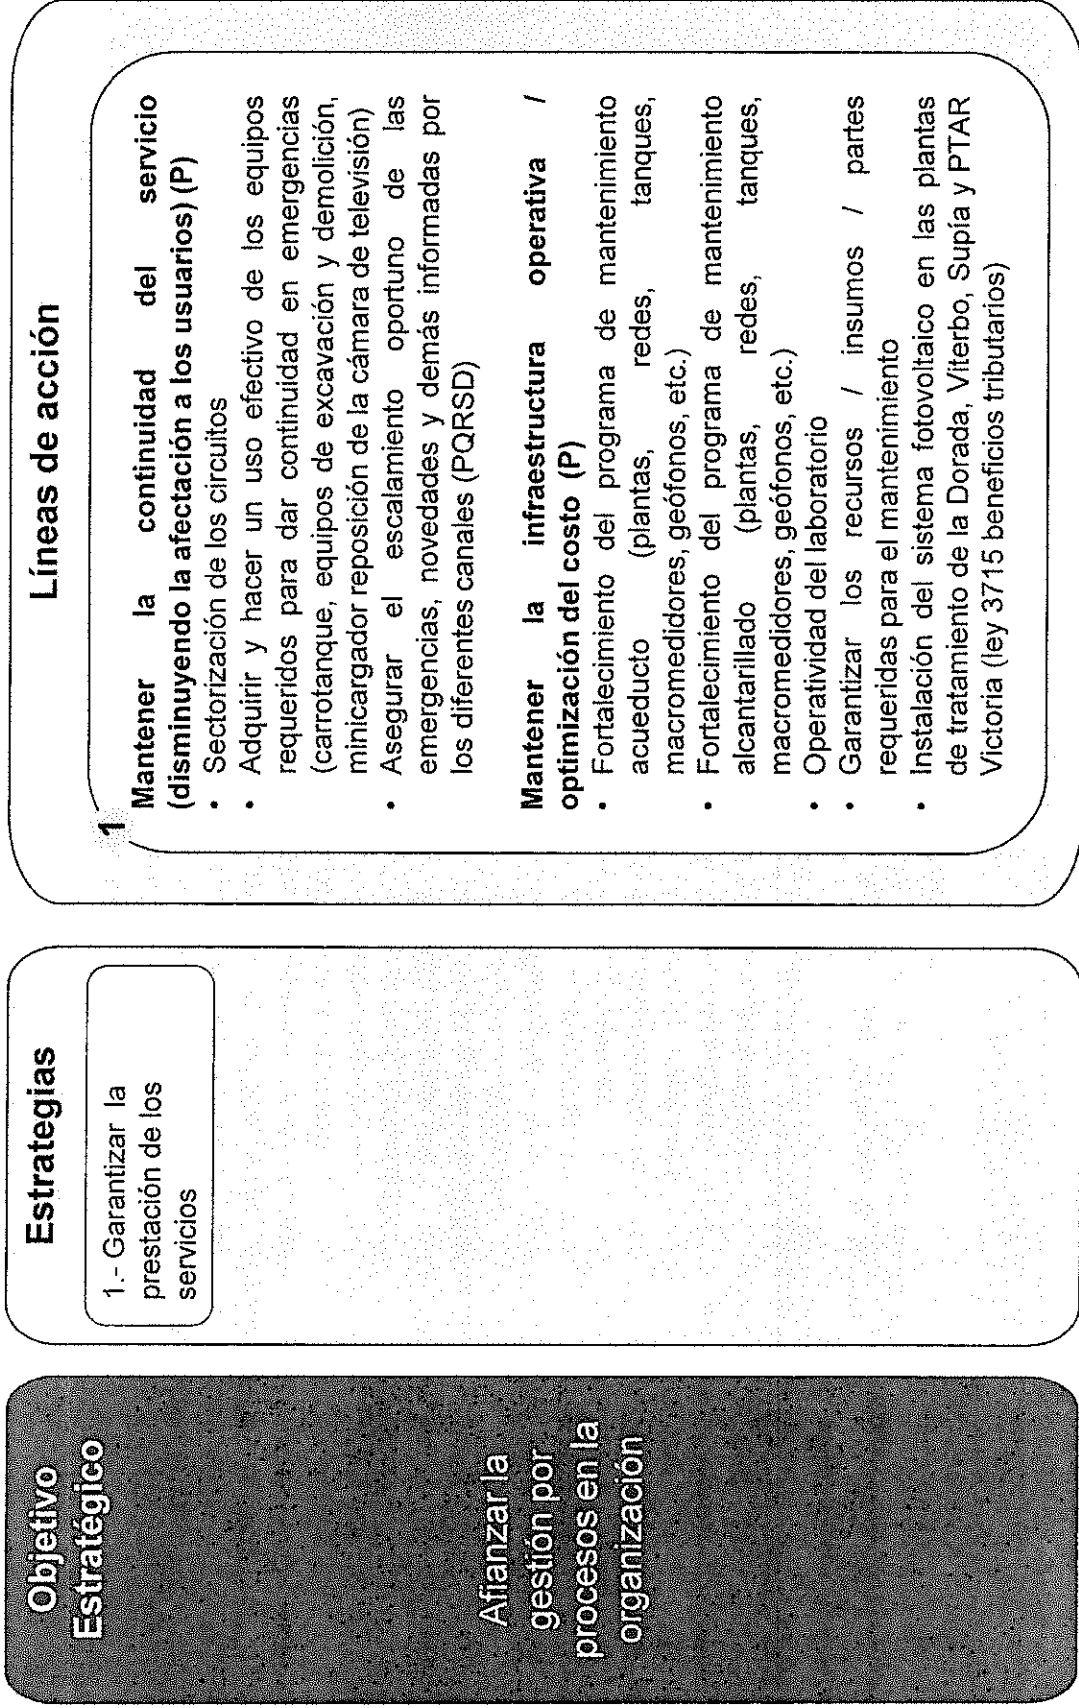 Objetivo
Estratégico
Afianzar la
gestión por
procesos en la
organización
Estrategias
1.- Garantizar la
prestación de los
servicios
Líneas de acción
1
Mantener la continuidad del servicio
(disminuyendo la afectación a los usuarios) (P)
• Sectorización de los circuitos
• Adquirir y hacer un uso efectivo de los equipos
requeridos para dar continuidad en emergencias
(carrotanque, equipos de excavación y demolición,
minicargador reposición de la cámara de televisión)
• Asegurar el escalamiento oportuno de las
emergencias, novedades y demás informadas por
los diferentes canales (PQRSD)
Mantener la infraestructura operativa /
optimización del costo (P)
• Fortalecimiento del programa de mantenimiento
acueducto (plantas, redes, tanques,
macromedidores, geófonos, etc.)
• Fortalecimiento del programa de mantenimiento
alcantarillado (plantas, redes, tanques,
macromedidores, geófonos, etc.)
• Operatividad del laboratorio
• Garantizar los recursos / insumos / partes
requeridas para el mantenimiento
• Instalación del sistema fotovoltaico en las plantas
de tratamiento de la Dorada, Viterbo, Supía y PTAR
Victoria (ley 3715 beneficios tributarios)